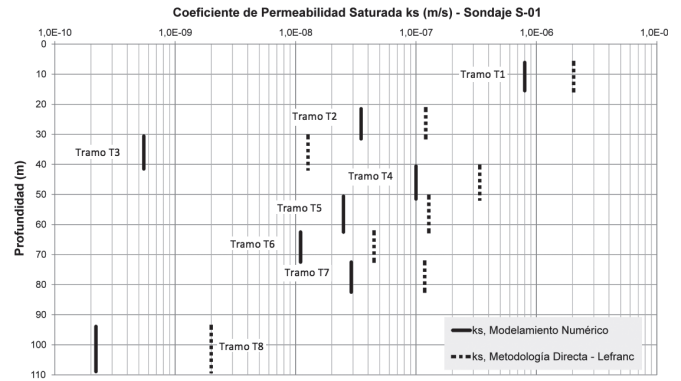 Coeficiente de Permeabilidad Saturada ks (m/s) - Sondaje S-01
1,0E-10 1,0E-09 1,0E-08 1,0E-07 1,0E-06 1,0E-0
Profundidad (m)
0
10
20
30
40
50
60
70
80
90
100
110
Tramo T1
Tramo T2
Tramo T3
Tramo T4
Tramo T5
Tramo T6
Tramo T7
Tramo T8
ks, Modelamiento Numérico
ks, Metodología Directa - Lefranc